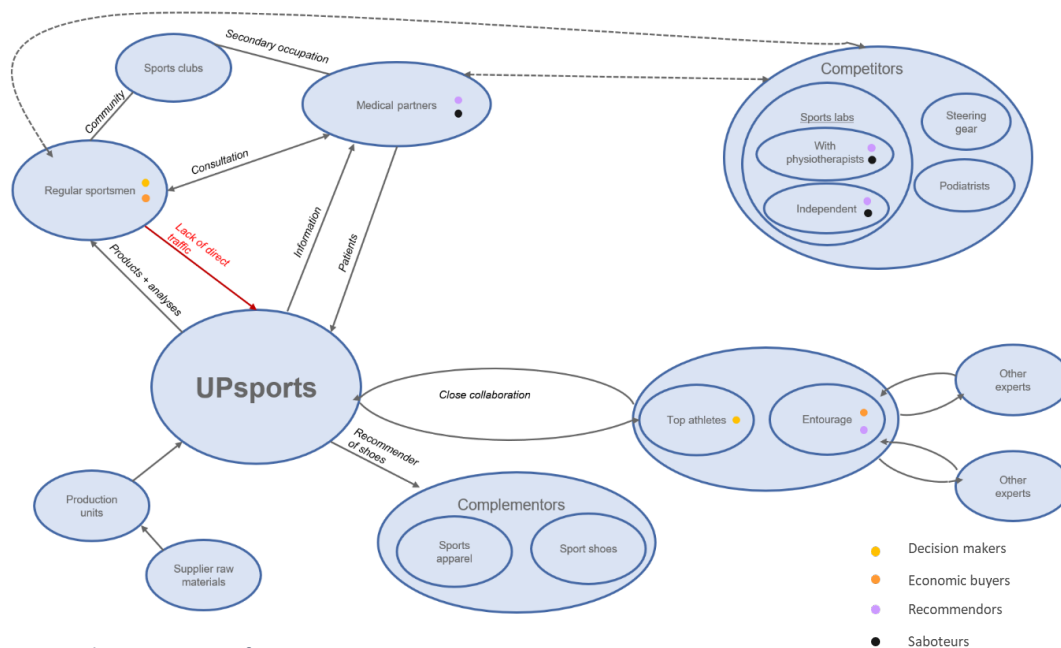 Secondary occupation
Sports clubs
Community
Medical partners
Competitors
Sports labs
With
physiotherapists
Independent
Steering
gear
Podiatrists
Regular sportsmen
Consultation
Lack of direct
traffic
Products + analyses
Information
Patients
UPsports
Close collaboration
Top athletes
Entourage
Other
experts
Other
experts
Recommender
of shoes
Production
units
Supplier raw
materials
Complementors
Sports
apparel
Sport shoes
Decision makers
Economic buyers
Recommendors
Saboteurs